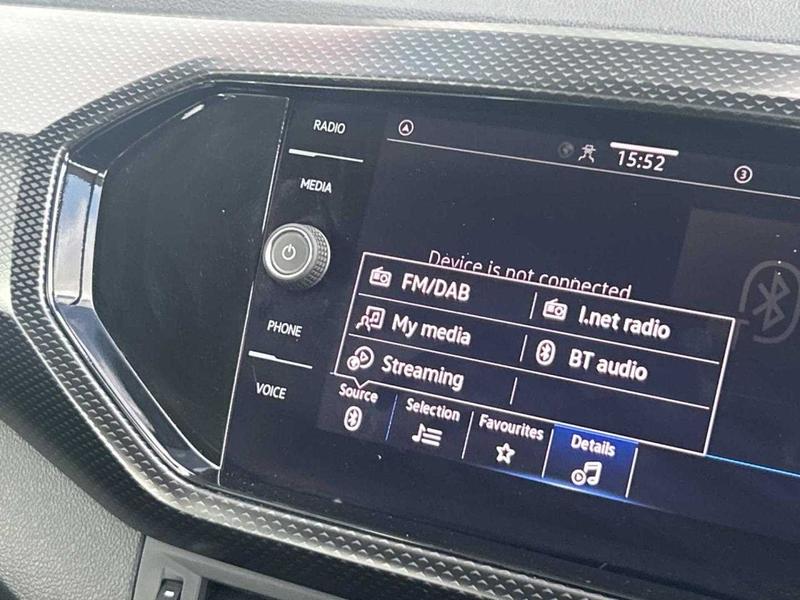 RADIO
MEDIA
PHONE
VOICE
15:52
3
Device is not connected
FM/DAB
I.net radio
My media
BT audio
Streaming
Source
Selection
Favourites
Details